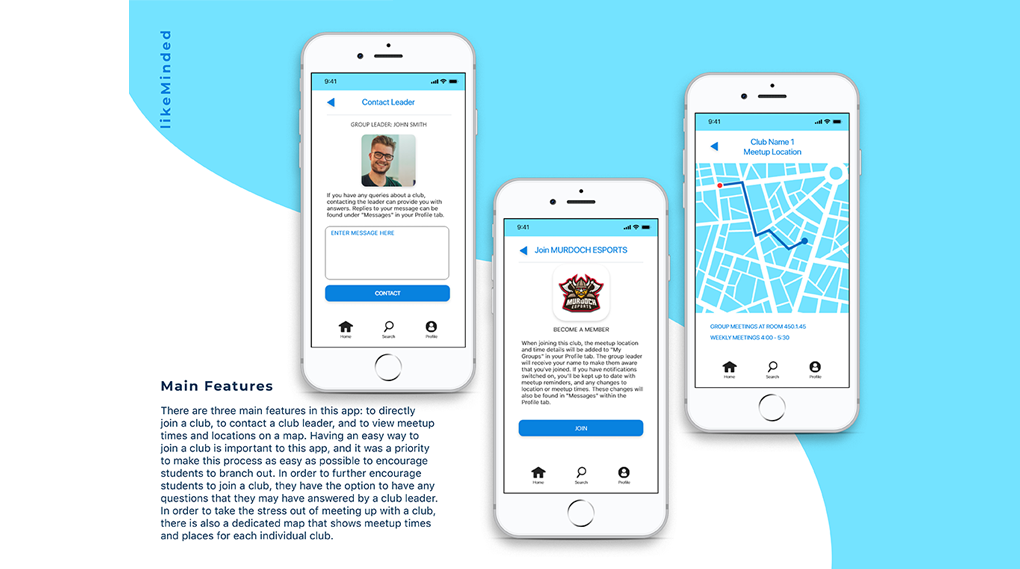 likeMinded
9:41
Contact Leader
GROUP LEADER: JOHN SMITH
If you have any queries about a club,
contacting the leader can provide you with
answers. Replies to your message can be
found under "Messages" in your Profile tab.
ENTER MESSAGE HERE
CONTACT
Home
Search
Profile
9:41
Join MURDOCH ESPORTS
MURDOCH
ESPORTS
BECOME A MEMBER
When joining this club, the meetup location
and time details will be added to "My
Groups" in your Profile tab. The group leader
will receive your name to make them aware
that you've joined. If you have notifications
switched on, you'll be kept up to date with
meetup reminders, and any changes to
location or meetup times. These changes will
also be found in "Messages" within the
Profile tab.
JOIN
Home
Search
Profile
9:41
Club Name 1
Meetup Location
GROUP MEETINGS AT ROOM 450.1.45
WEEKLY MEETINGS 4:00 - 5:30
Home
Search
Profile
Main Features
There are three main features in this app: to directly
join a club, to contact a club leader, and to view meetup
times and locations on a map. Having an easy way to
join a club is important to this app, and it was a priority
to make this process as easy as possible to encourage
students to branch out. In order to further encourage
students to join a club, they have the option to have any
questions that they may have answered by a club leader.
In order to take the stress out of meeting up with a club,
there is also a dedicated map that shows meetup times
and places for each individual club.